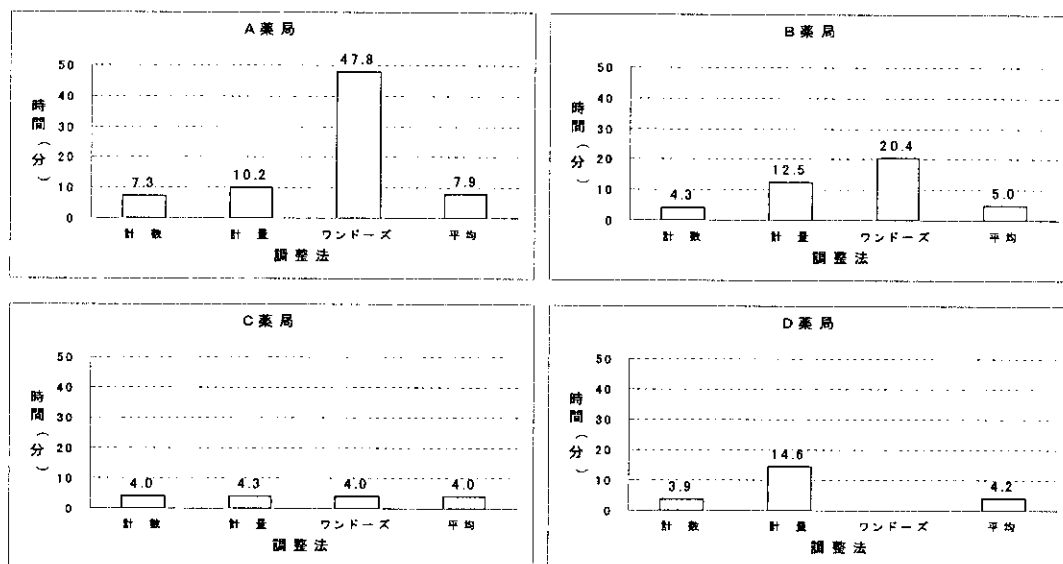 A薬局
時間(分)
50
40
30
20
10
0
7.3
10.2
47.8
7.9
計数
計量
ワンドーズ
平均
調整法
B薬局
時間(分)
50
40
30
20
10
0
4.3
12.5
20.4
5.0
計数
計量
ワンドーズ
平均
調整法
C薬局
時間(分)
50
40
30
20
10
0
4.0
4.3
4.0
4.0
計数
計量
ワンドーズ
平均
調整法
D薬局
時間(分)
50
40
30
20
10
0
3.9
14.6
4.2
計数
計量
ワンドーズ
平均
調整法